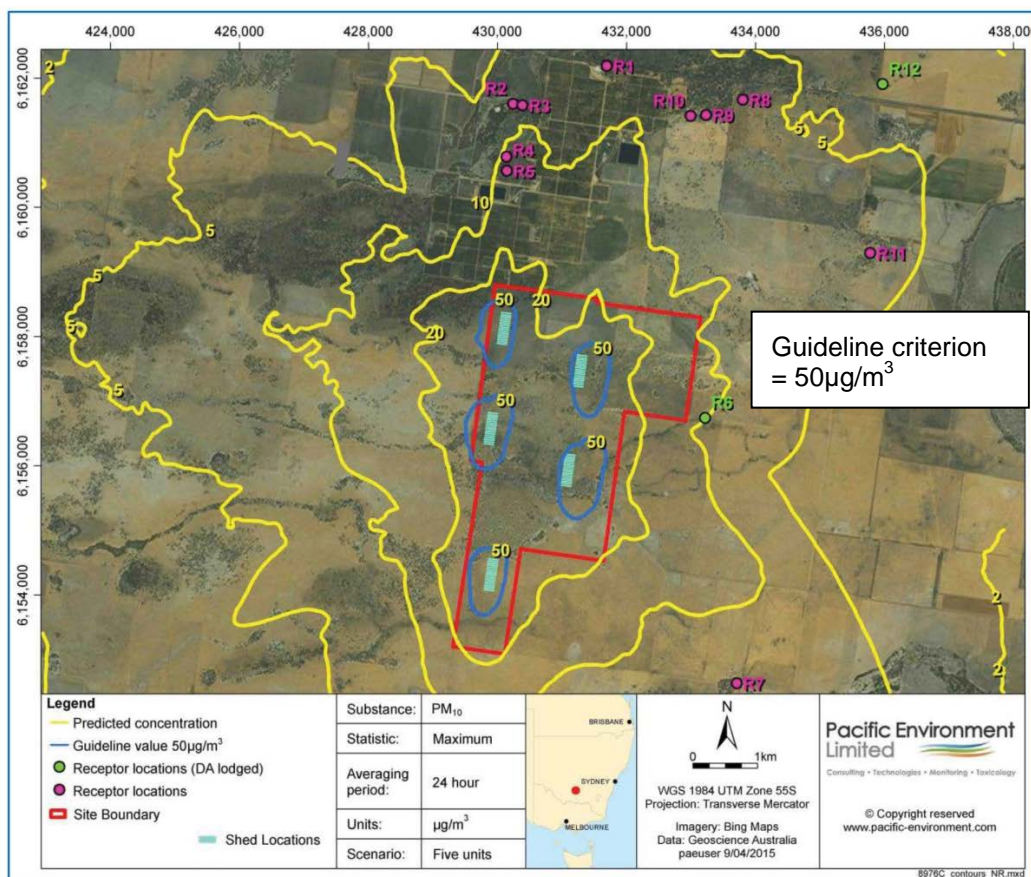 424,000 426,000 428,000 430,000 432,000 434,000 436,000 438,000
6,162,000
6,160,000
6,158,000
6,156,000
6,154,000
2
R1
R12
R2
R3
R10
R9
R8
5
5
5
R4
R5
10
5
R11
5
50
20
5
20
50
Guideline criterion
= 50µg/m³
5
50
R6
50
50
2
R7
2
Legend
Predicted concentration
Guideline value 50µg/m³
Receptor locations (DA lodged)
Receptor locations
Site Boundary
Shed Locations
Substance: PM₁₀
Statistic: Maximum
Averaging
period: 24 hour
Units: µg/m³
Scenario: Five units
BRISBANE
SYDNEY
MELBOURNE
N
0 1km
WGS 1984 UTM Zone 55S
Projection: Transverse Mercator
Imagery: Bing Maps
Data: Geoscience Australia
paeuser 9/04/2015
Pacific Environment
Limited
Consulting • Technologies • Monitoring • Toxicology
© Copyright reserved
www.pacific-environment.com
8976C_contours_NR.mxd